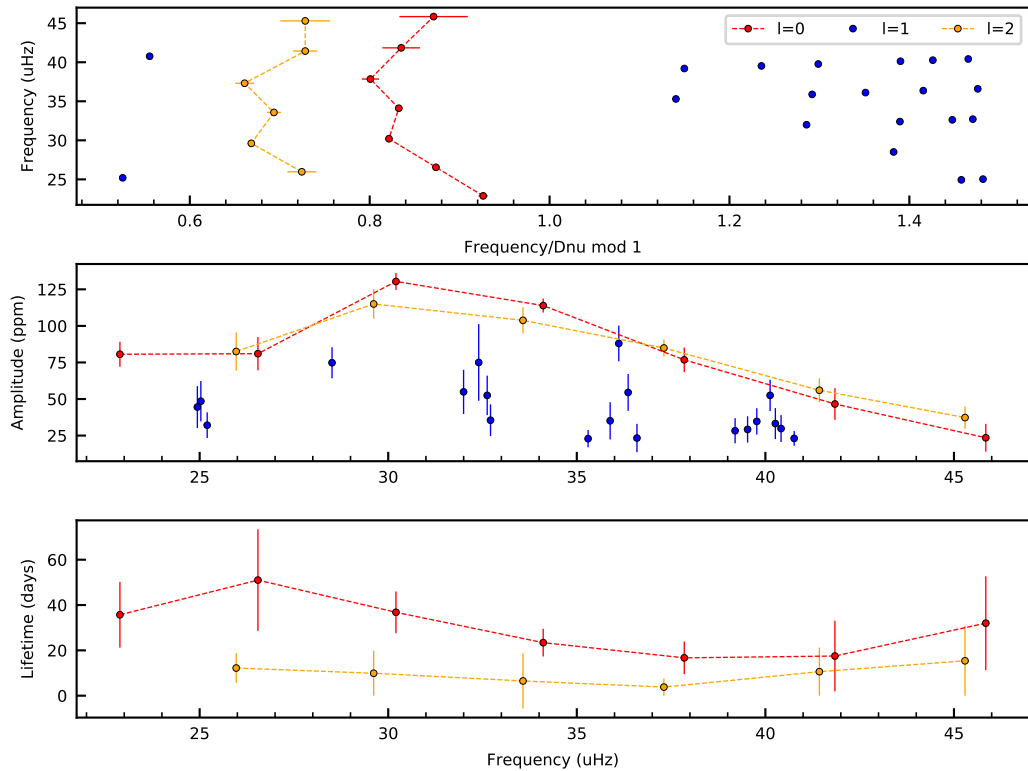 45
40
35
30
25
Frequency (uHz)
l=0 l=1 l=2
0.6 0.8 1.0 1.2 1.4
Frequency/Dnu mod 1
125
100
75
50
25
Amplitude (ppm)
25 30 35 40 45
60
40
20
0
Lifetime (days)
25 30 35 40 45
Frequency (uHz)